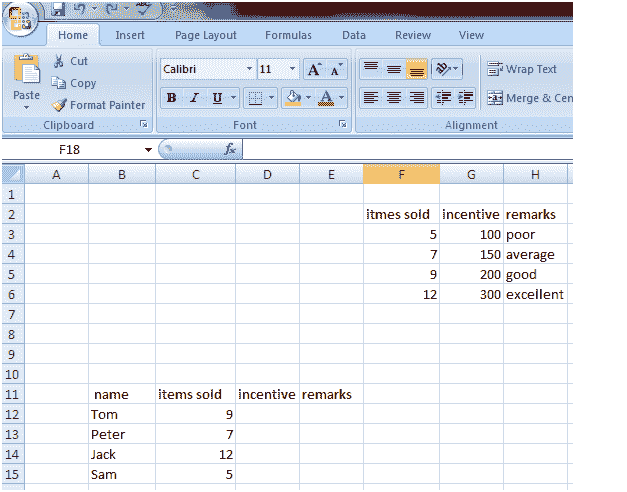 Home Insert Page Layout Formulas Data Review View
Cut
Copy
Format Painter
Paste
Clipboard
Calibri 11
B I U
A A
A
Font
Wrap Text
Merge & Cen
Alignment
F18 fx
A B C D E F G H
1
2 itmes sold incentive remarks
3 5 100 poor
4 7 150 average
5 9 200 good
6 12 300 excellent
7
8
9
10
11 name items sold incentive remarks
12 Tom 9
13 Peter 7
14 Jack 12
15 Sam 5